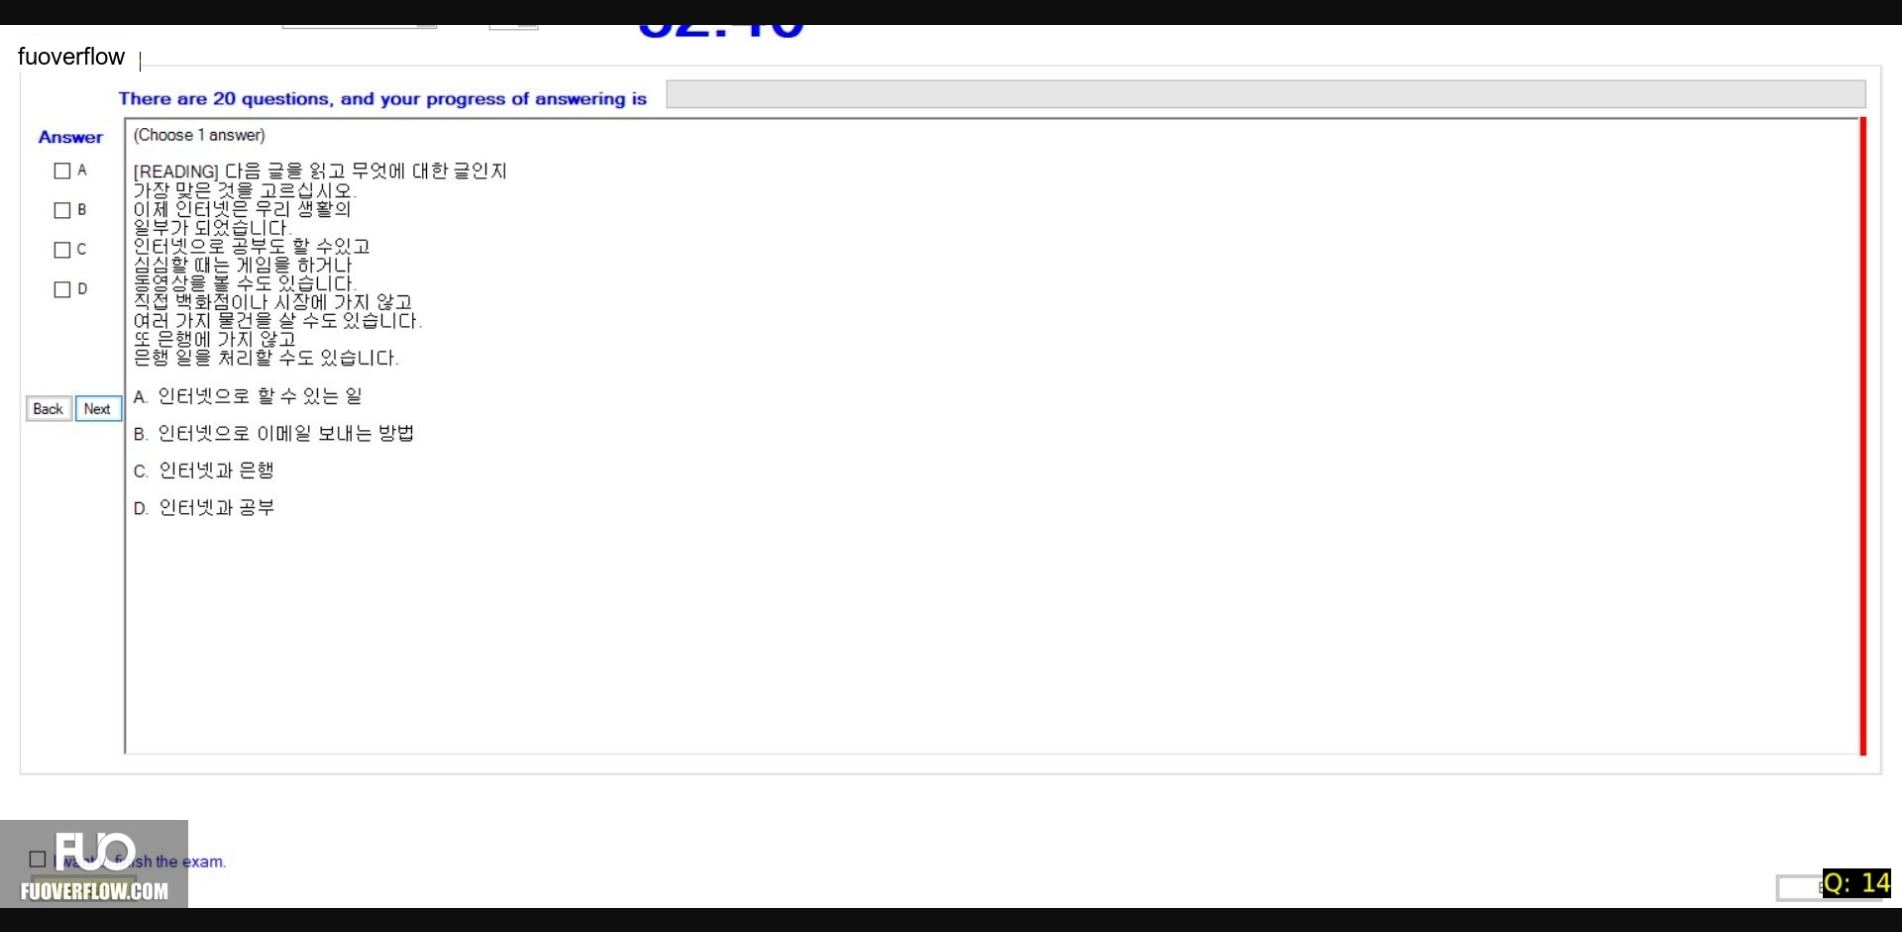 fuoverflow
There are 20 questions, and your progress of answering is
Answer
(Choose 1 answer)
A
B
C
D
[READING] 다음 글을 읽고 무엇에 대한 글인지
가장 맞은 것을 고르십시오.
이제 인터넷은 우리 생활의
일부가 되었습니다.
인터넷으로 공부도 할 수있고
심심할 때는 게임을 하거나
동영상을 볼 수도 있습니다.
직접 백화점이나 시장에 가지 않고
여러 가지 물건을 살 수도 있습니다.
또 은행에 가지 않고
은행 일을 처리할 수도 있습니다.
A. 인터넷으로 할 수 있는 일
Back Next
B. 인터넷으로 이메일 보내는 방법
C. 인터넷과 은행
D. 인터넷과 공부
FUO
the exam.
FUOVERFLOW.COM
Q: 14